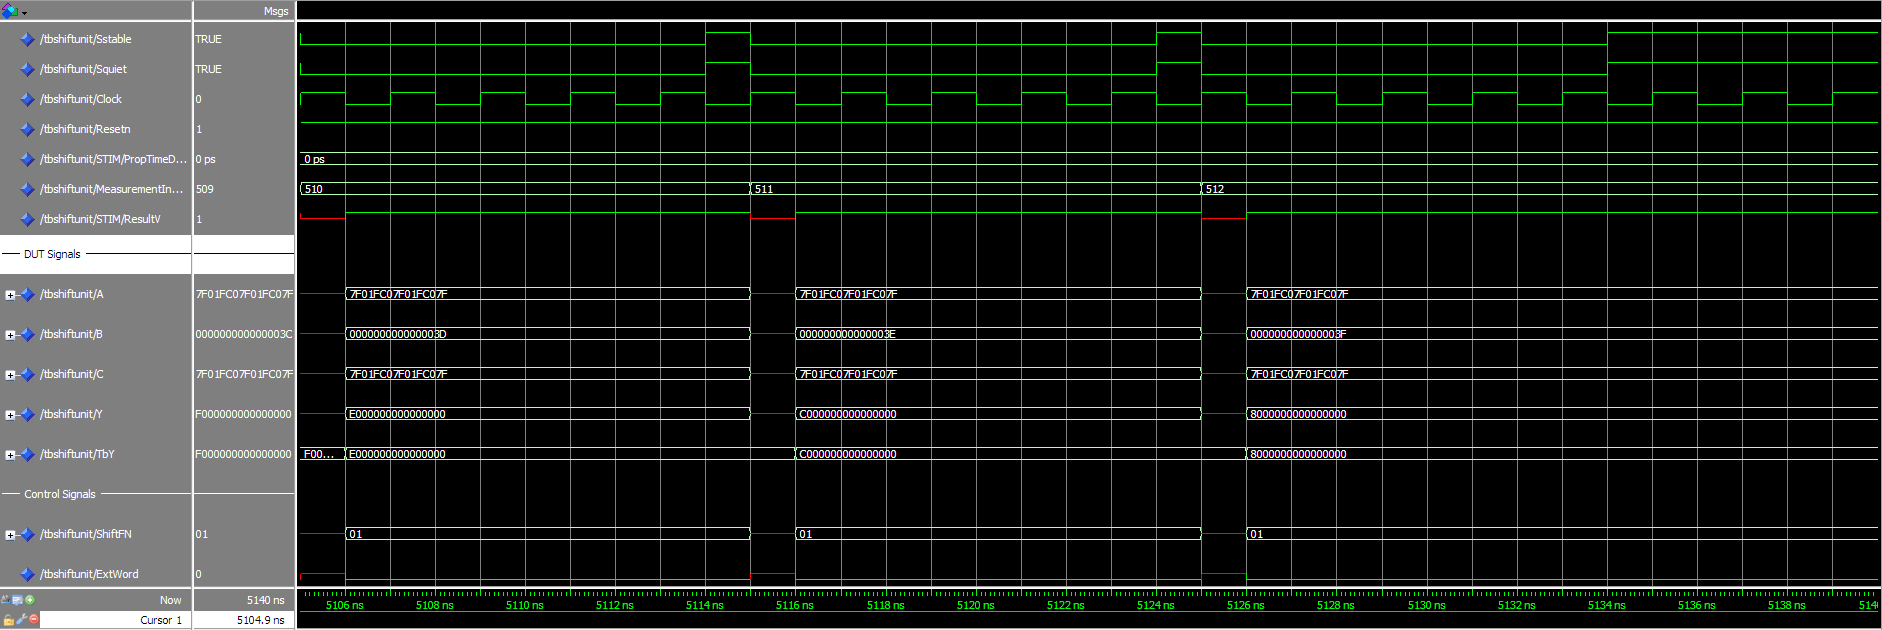 Msgs
/tbshiftunit/Sstable TRUE
/tbshiftunit/Squiet TRUE
/tbshiftunit/Clock 0
/tbshiftunit/Resetn 1
/tbshiftunit/STIM/PropTimeD... 0 ps 0 ps
/tbshiftunit/MeasurementIn... 509 510 511 512
/tbshiftunit/STIM/ResultV 1
DUT Signals
/tbshiftunit/A 7F01FC07F01FC07F 7F01FC07F01FC07F 7F01FC07F01FC07F 7F01FC07F01FC07F
/tbshiftunit/B 000000000000003C 000000000000003D 000000000000003E 000000000000003F
/tbshiftunit/C 7F01FC07F01FC07F 7F01FC07F01FC07F 7F01FC07F01FC07F 7F01FC07F01FC07F
/tbshiftunit/Y F000000000000000 E000000000000000 C000000000000000 8000000000000000
/tbshiftunit/TbY F000000000000000 F00... E000000000000000 C000000000000000 8000000000000000
Control Signals
/tbshiftunit/ShiftFN 01 01 01 01
/tbshiftunit/ExtWord 0
Now 5140 ns 5106 ns 5108 ns 5110 ns 5112 ns 5114 ns 5116 ns 5118 ns 5120 ns 5122 ns 5124 ns 5126 ns 5128 ns 5130 ns 5132 ns 5134 ns 5136 ns 5138 ns 514
Cursor 1 5104.9 ns